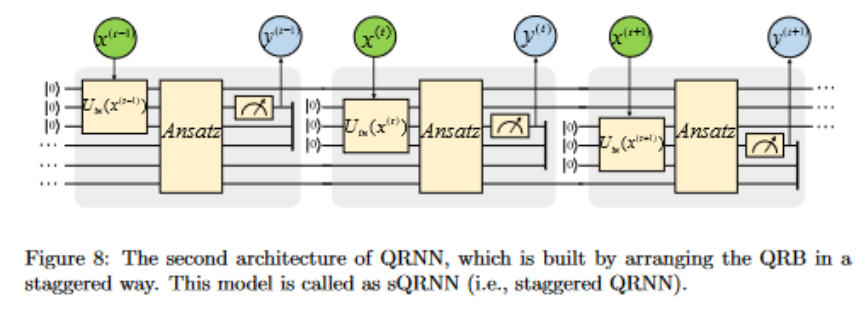 x^(t−1) y^(t−1) x^(t) y^(t) x^(t+1) y^(t+1)
|0⟩ ...
|0⟩ U_in(x^(t−1)) |0⟩ ...
|0⟩ Ansatz |0⟩ U_in(x^(t)) Ansatz |0⟩ Ansatz ...
... |0⟩ |0⟩ U_in(x^(t+1))
... |0⟩
...
Figure 8: The second architecture of QRNN, which is built by arranging the QRB in a
staggered way. This model is called as sQRNN (i.e., staggered QRNN).